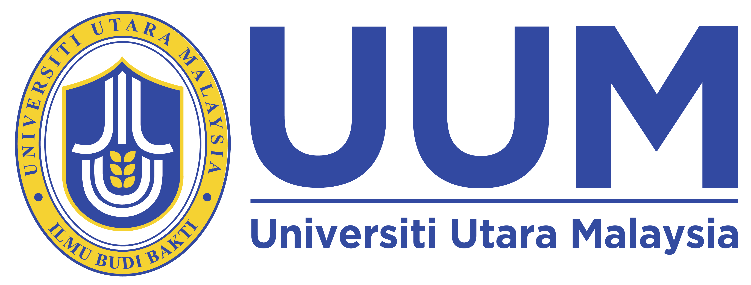 UNIVERSITI UTARA MALAYSIA
ILMU BUDI BAKTI
UUM
Universiti Utara Malaysia